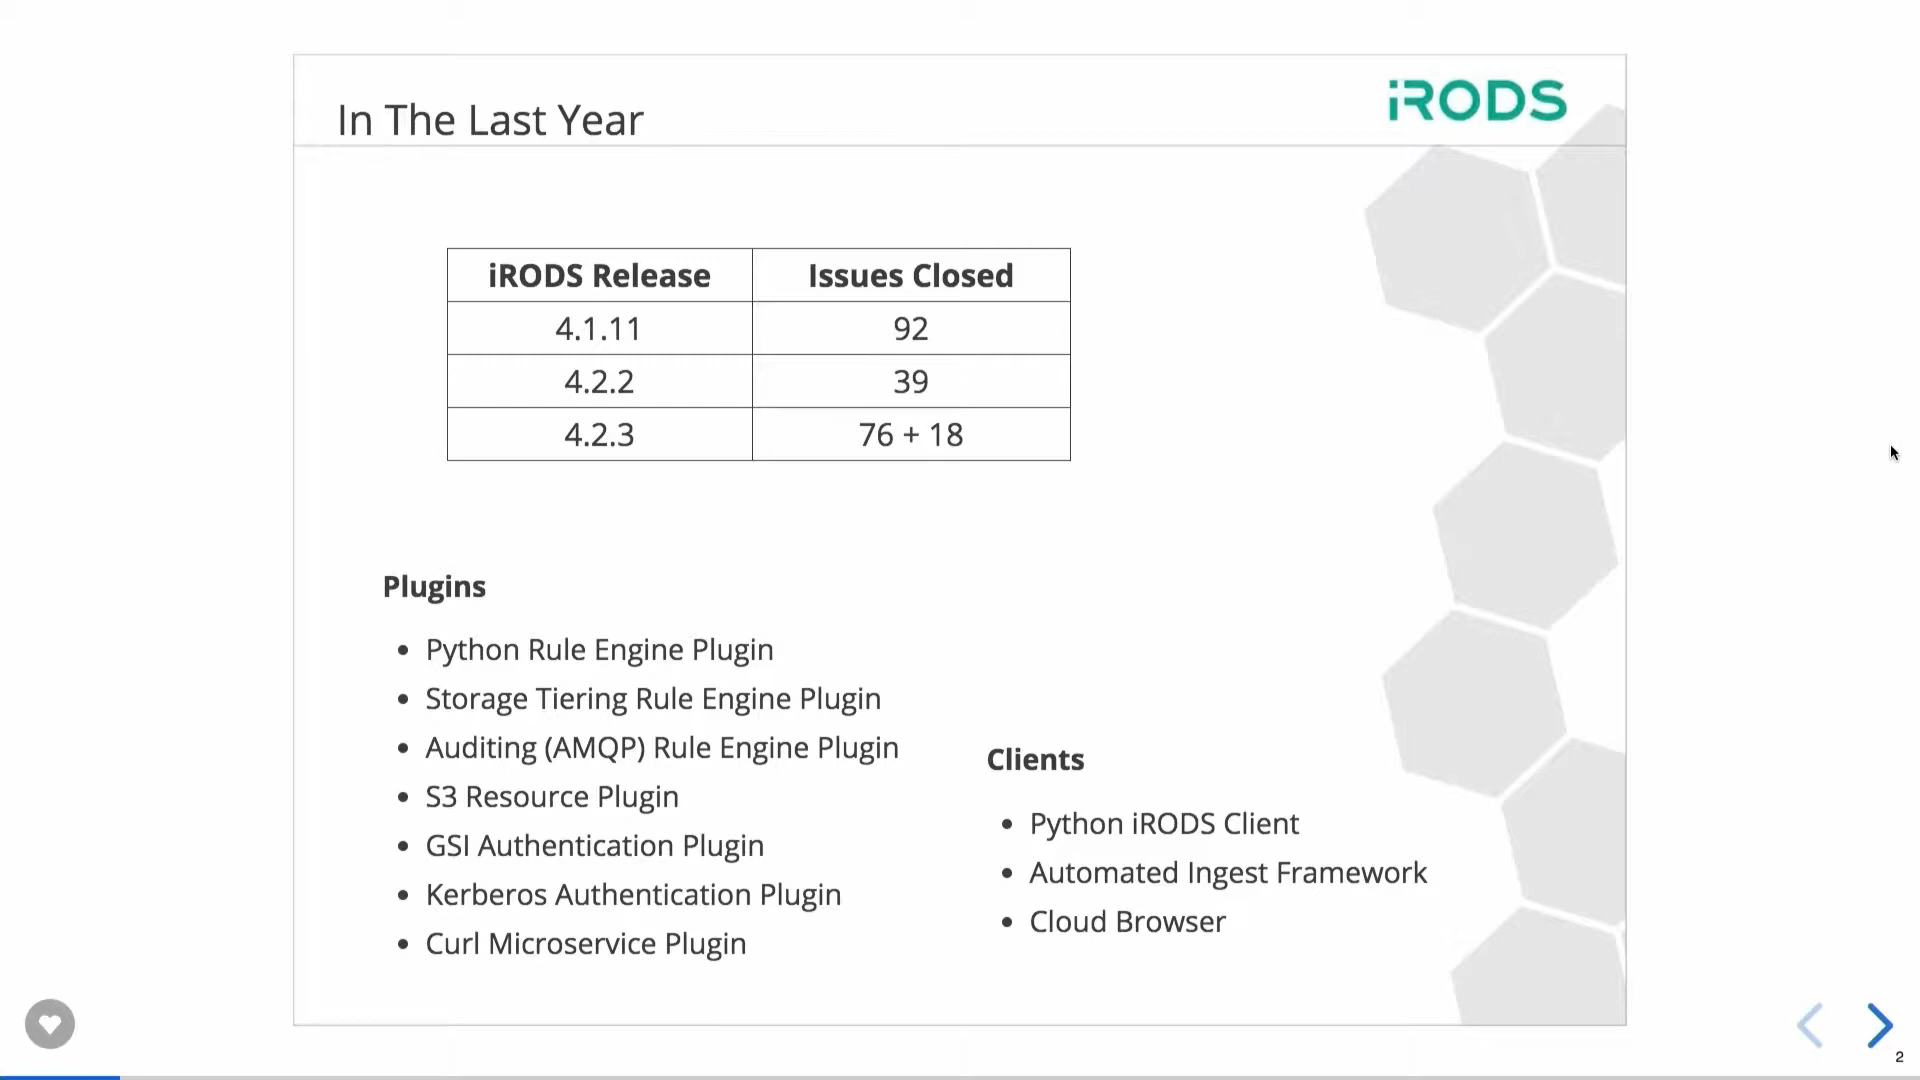 In The Last Year
iRODS
iRODS Release Issues Closed
4.1.11 92
4.2.2 39
4.2.3 76 + 18
Plugins
Python Rule Engine Plugin
Storage Tiering Rule Engine Plugin
Auditing (AMQP) Rule Engine Plugin
S3 Resource Plugin
GSI Authentication Plugin
Kerberos Authentication Plugin
Curl Microservice Plugin
Clients
Python iRODS Client
Automated Ingest Framework
Cloud Browser
2